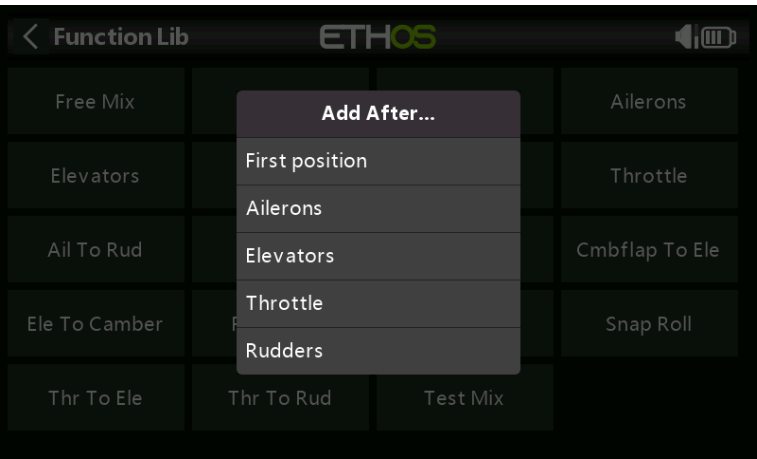 Function Lib
ETHOS
Free Mix
Ailerons
Elevators
Throttle
Ail To Rud
Cmbflap To Ele
Ele To Camber
Snap Roll
Thr To Ele
Thr To Rud
Test Mix
Add After...
First position
Ailerons
Elevators
Throttle
Rudders